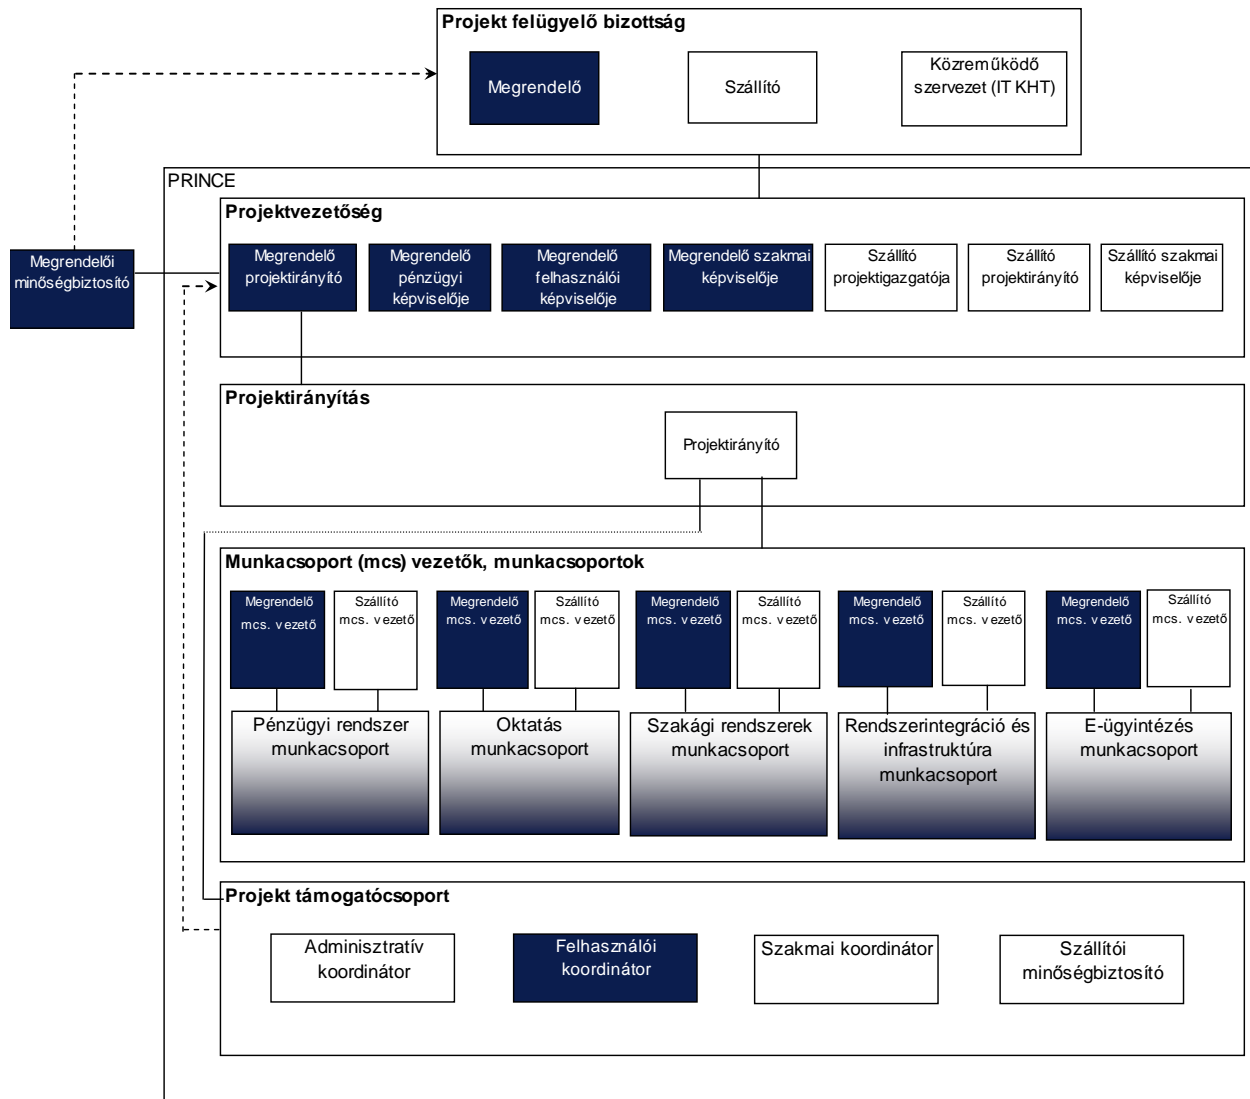 Projekt felügyelő bizottság
Megrendelő
Szállító
Közreműködő
szervezet (IT KHT)
PRINCE
Projektvezetőség
Megrendelői
minőségbiztosító
Megrendelő
projektirányító
Megrendelő
pénzügyi
képviselője
Megrendelő
felhasználói
képviselője
Megrendelő szakmai
képviselője
Szállító
projektigazgatója
Szállító
projektirányító
Szállító szakmai
képviselője
Projektirányítás
Projektirányító
Munkacsoport (mcs) vezetők, munkacsoportok
Megrendelő
mcs. vezető
Szállító
mcs. vezető
Megrendelő
mcs. vezető
Szállító
mcs. vezető
Megrendelő
mcs. vezető
Szállító
mcs. vezető
Megrendelő
mcs. vezető
Szállító
mcs. vezető
Megrendelő
mcs. vezető
Szállító
mcs. vezető
Pénzügyi rendszer
munkacsoport
Oktatás
munkacsoport
Szakági rendszerek
munkacsoport
Rendszerintegráció és
infrastruktúra
munkacsoport
E-ügyintézés
munkacsoport
Projekt támogatócsoport
Adminisztratív
koordinátor
Felhasználói
koordinátor
Szakmai koordinátor
Szállítói
minőségbiztosító